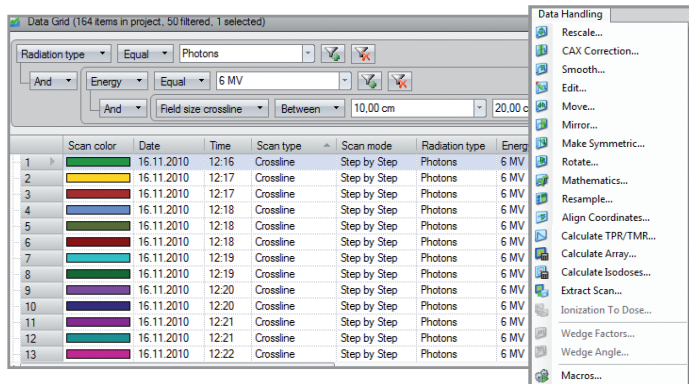 Data Grid (164 items in project, 50 filtered, 1 selected)
Radiation type Equal Photons
And Energy Equal 6 MV
And Field size crossline Between 10,00 cm 20,00 c
Scan color Date Time Scan type Scan mode Radiation type Energy
1 16.11.2010 12:16 Crossline Step by Step Photons 6 MV
2 16.11.2010 12:17 Crossline Step by Step Photons 6 MV
3 16.11.2010 12:17 Crossline Step by Step Photons 6 MV
4 16.11.2010 12:18 Crossline Step by Step Photons 6 MV
5 16.11.2010 12:18 Crossline Step by Step Photons 6 MV
6 16.11.2010 12:18 Crossline Step by Step Photons 6 MV
7 16.11.2010 12:19 Crossline Step by Step Photons 6 MV
8 16.11.2010 12:19 Crossline Step by Step Photons 6 MV
9 16.11.2010 12:20 Crossline Step by Step Photons 6 MV
10 16.11.2010 12:20 Crossline Step by Step Photons 6 MV
11 16.11.2010 12:21 Crossline Step by Step Photons 6 MV
12 16.11.2010 12:21 Crossline Step by Step Photons 6 MV
13 16.11.2010 12:22 Crossline Step by Step Photons 6 MV
Data Handling
Rescale...
CAX Correction...
Smooth...
Edit...
Move...
Mirror...
Make Symmetric...
Rotate...
Mathematics...
Resample...
Align Coordinates...
Calculate TPR/TMR...
Calculate Array...
Calculate Isodoses...
Extract Scan...
Ionization To Dose...
Wedge Factors...
Wedge Angle...
Macros...